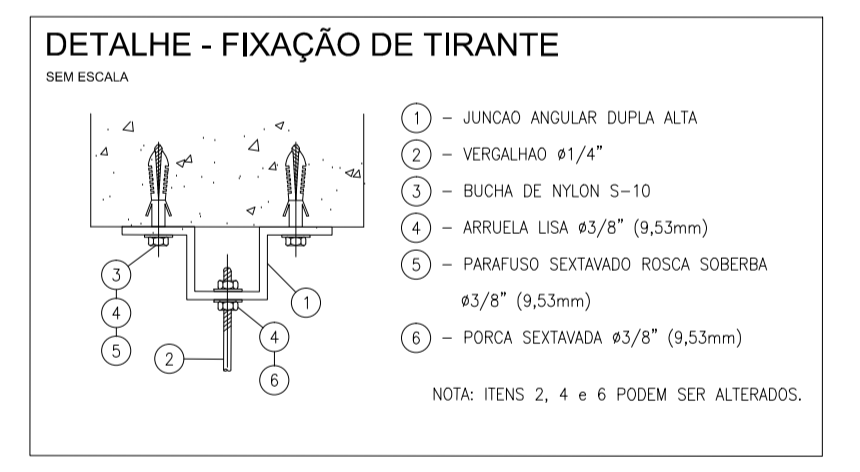 DETALHE - FIXAÇÃO DE TIRANTE
SEM ESCALA
1 - JUNCAO ANGULAR DUPLA ALTA
2 - VERGALHAO ø1/4"
3 - BUCHA DE NYLON S-10
4 - ARRUELA LISA ø3/8" (9,53mm)
5 - PARAFUSO SEXTAVADO ROSCA SOBERBA
ø3/8" (9,53mm)
6 - PORCA SEXTAVADA ø3/8" (9,53mm)
NOTA: ITENS 2, 4 e 6 PODEM SER ALTERADOS.
3
4
5
2
1
4
6